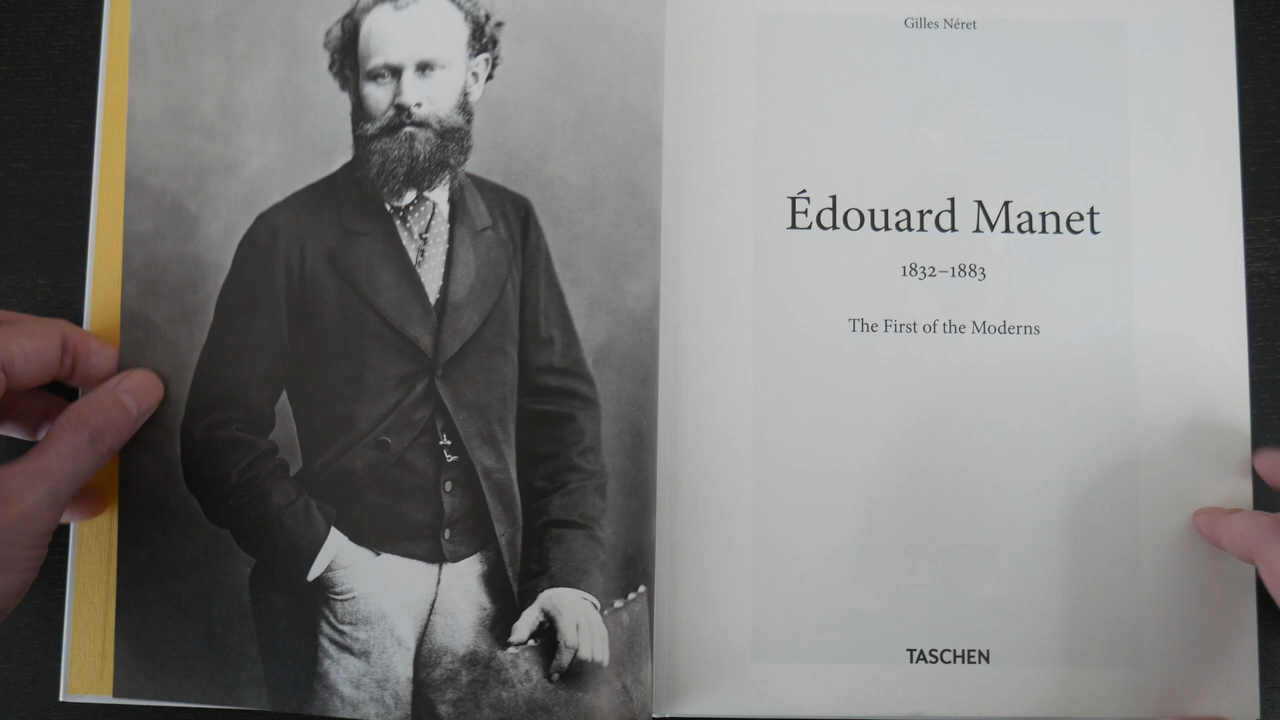 Gilles Néret
Édouard Manet
1832–1883
The First of the Moderns
TASCHEN